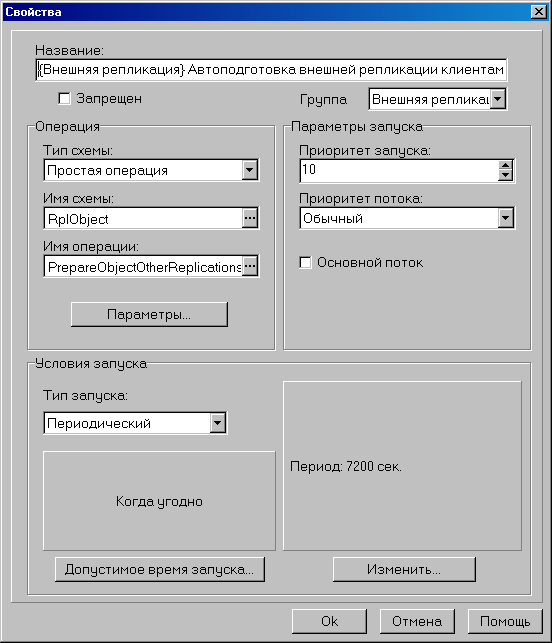 Свойства
Название:
{Внешняя репликация} Автоподготовка внешней репликации клиентам
Запрещен
Группа
Внешняя репликац
Операция
Параметры запуска
Тип схемы:
Простая операция
Приоритет запуска:
10
Имя схемы:
RplObject
Приоритет потока:
Обычный
Имя операции:
PrepareObjectOtherReplications
Основной поток
Параметры...
Условия запуска
Тип запуска:
Периодический
Период: 7200 сек.
Когда угодно
Допустимое время запуска...
Изменить...
Ok
Отмена
Помощь